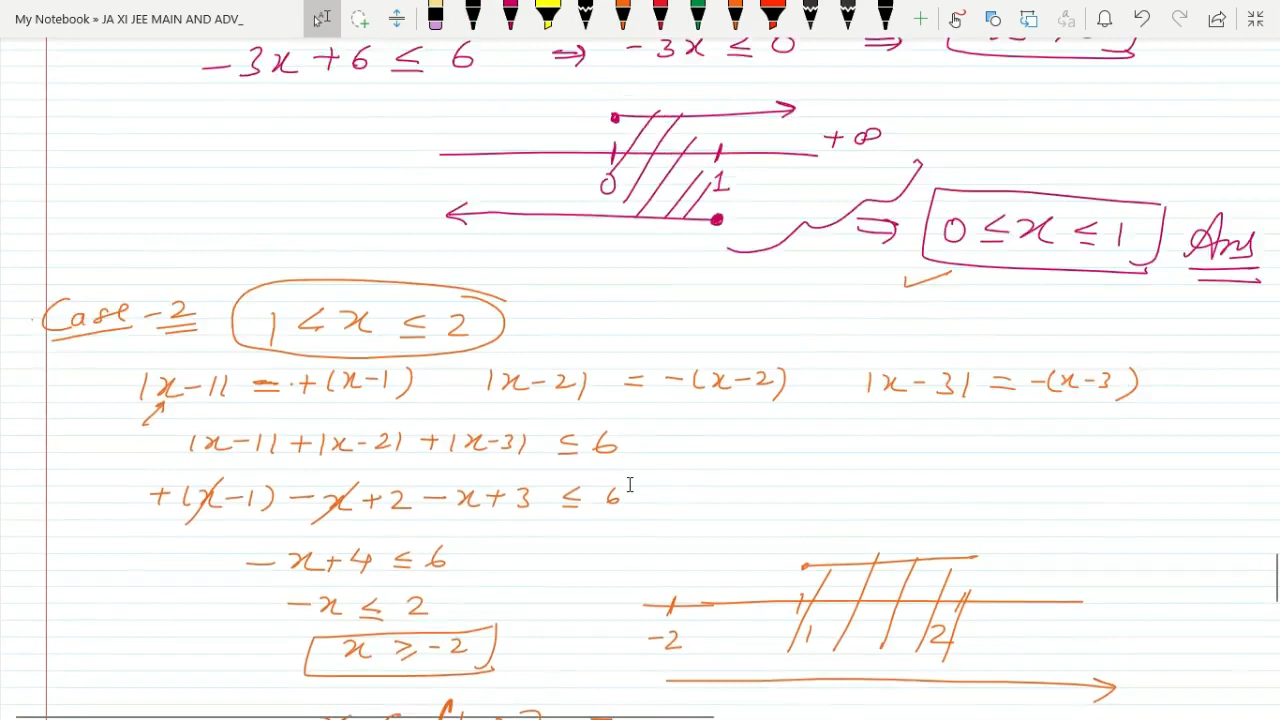 My Notebook » JA XI JEE MAIN AND ADV_
-3x + 6 ≤ 6 ⇒ -3x ≤ 0 ⇒
+∞
0 1
⇒ 0 ≤ x ≤ 1 Ans
Case-2 1 < x ≤ 2
|x-1| = +(x-1) |x-2| = -(x-2) |x-3| = -(x-3)
|x-1| + |x-2| + |x-3| ≤ 6
+(x-1) - x + 2 - x + 3 ≤ 6
-x + 4 ≤ 6
-x ≤ 2
x ≥ -2
-2 1 2